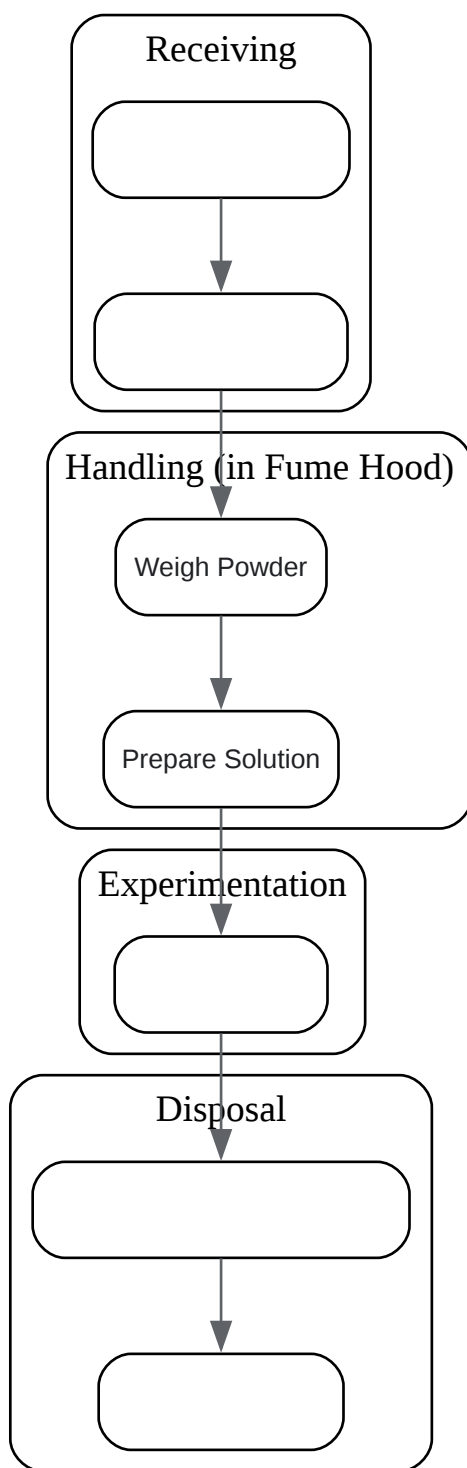 Receiving
Handling (in Fume Hood)
Weigh Powder
Prepare Solution
Experimentation
Disposal